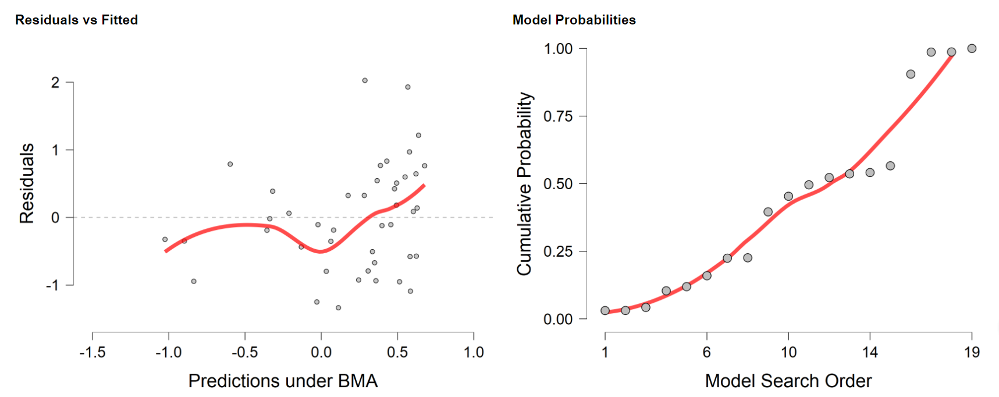 Residuals vs Fitted
Residuals
2
1
0
-1
-1.5 -1.0 -0.5 0.0 0.5 1.0
Predictions under BMA
Model Probabilities
Cumulative Probability
1.00
0.75
0.50
0.25
0.00
1 6 10 14 19
Model Search Order